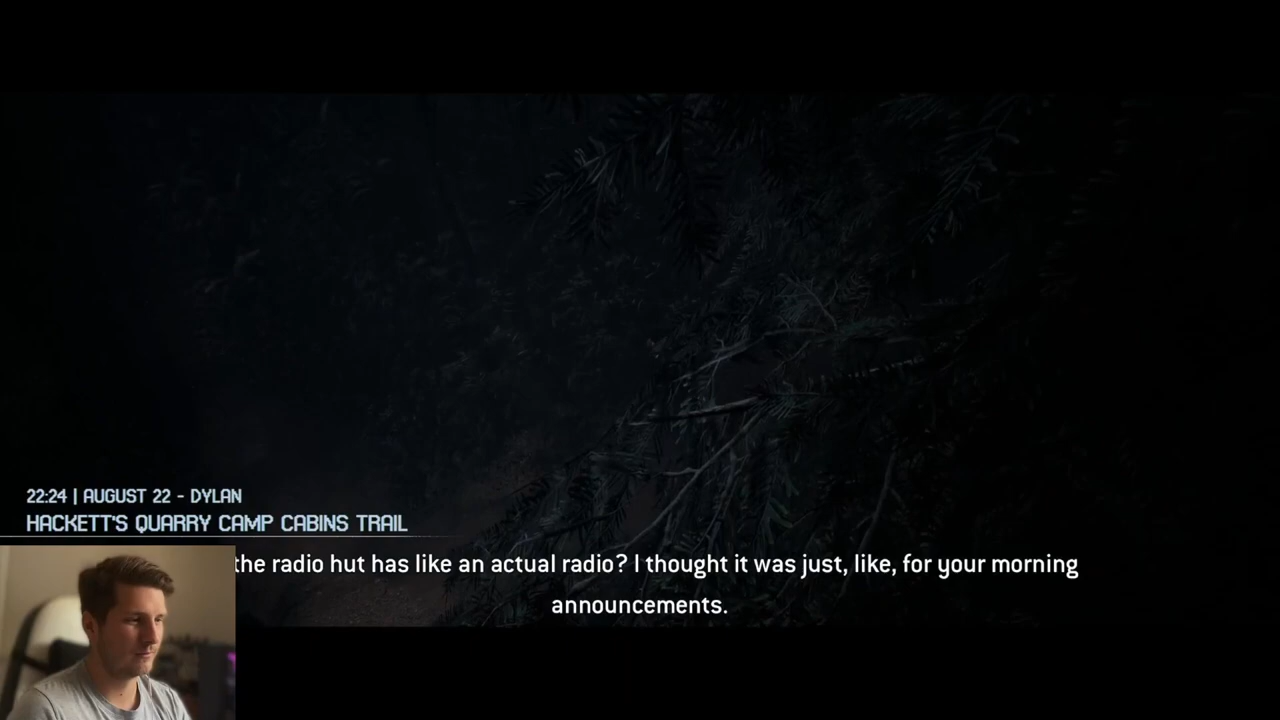 22:24 | AUGUST 22 - DYLAN
HACKETT'S QUARRY CAMP CABINS TRAIL
the radio hut has like an actual radio? I thought it was just, like, for your morning
announcements.